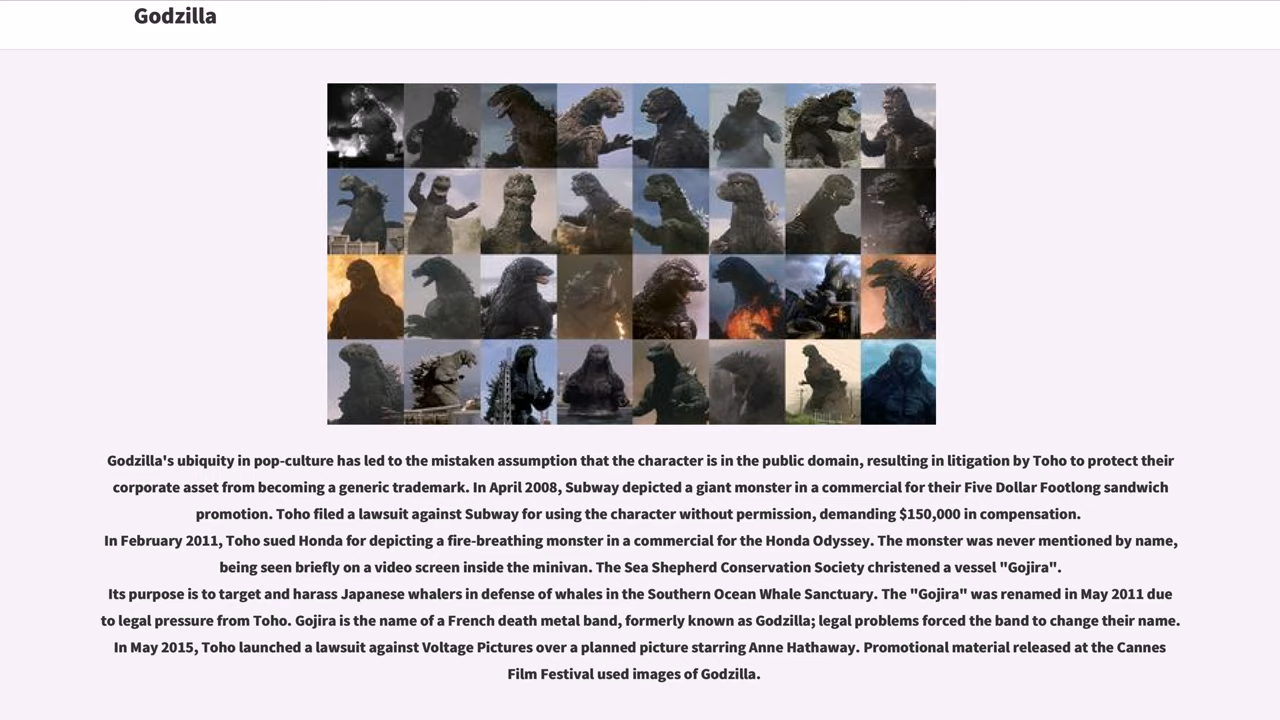 Godzilla
Godzilla's ubiquity in pop-culture has led to the mistaken assumption that the character is in the public domain, resulting in litigation by Toho to protect their
corporate asset from becoming a generic trademark. In April 2008, Subway depicted a giant monster in a commercial for their Five Dollar Footlong sandwich
promotion. Toho filed a lawsuit against Subway for using the character without permission, demanding $150,000 in compensation.
In February 2011, Toho sued Honda for depicting a fire-breathing monster in a commercial for the Honda Odyssey. The monster was never mentioned by name,
being seen briefly on a video screen inside the minivan. The Sea Shepherd Conservation Society christened a vessel "Gojira".
Its purpose is to target and harass Japanese whalers in defense of whales in the Southern Ocean Whale Sanctuary. The "Gojira" was renamed in May 2011 due
to legal pressure from Toho. Gojira is the name of a French death metal band, formerly known as Godzilla; legal problems forced the band to change their name.
In May 2015, Toho launched a lawsuit against Voltage Pictures over a planned picture starring Anne Hathaway. Promotional material released at the Cannes
Film Festival used images of Godzilla.